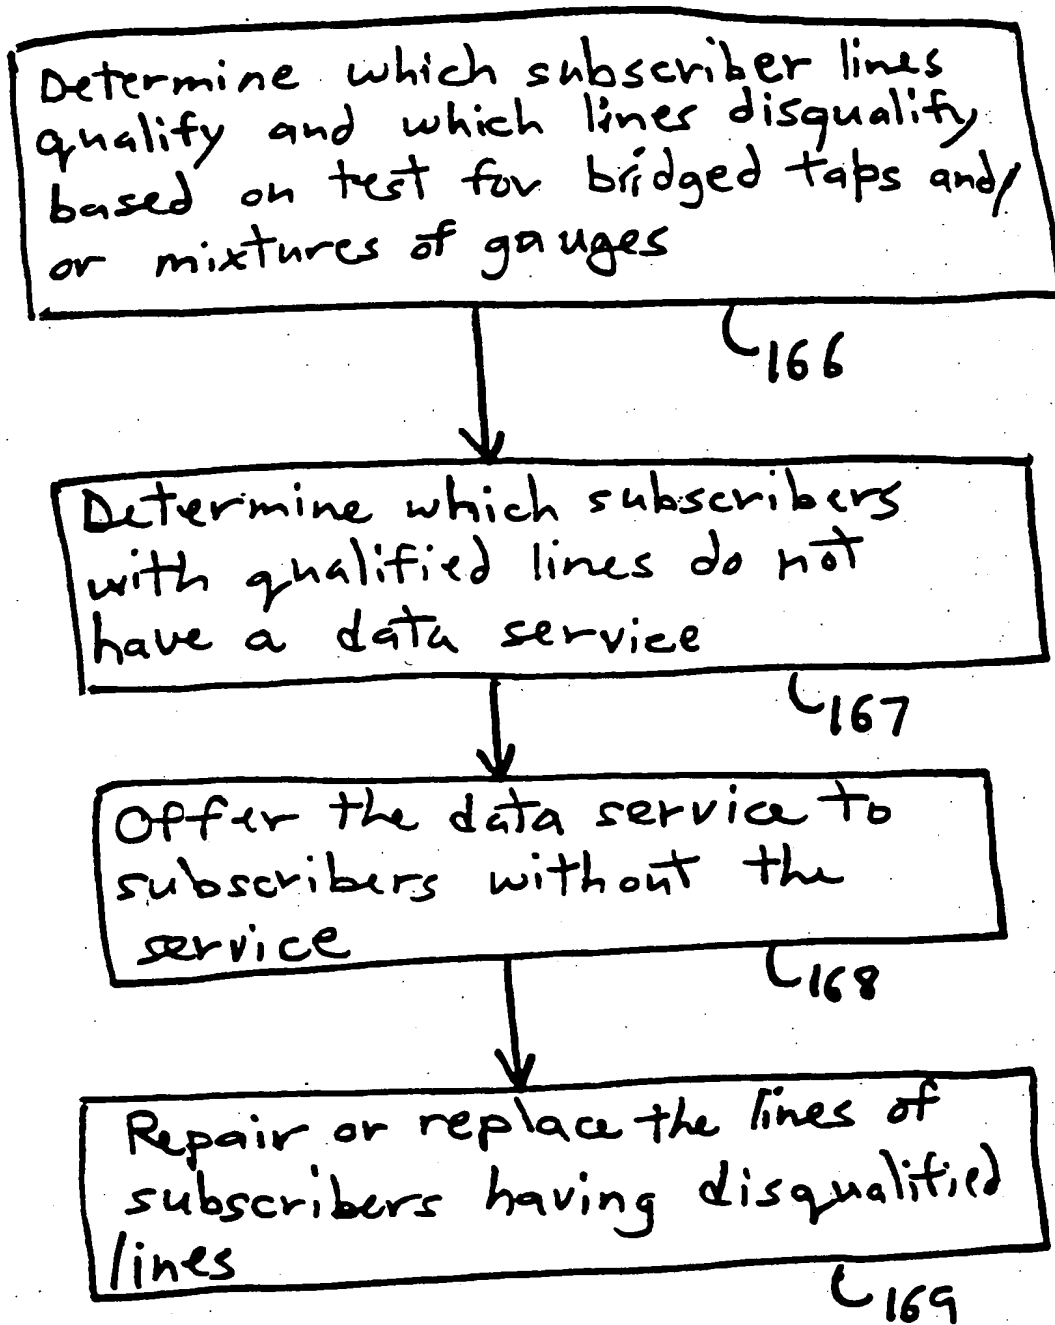 Determine which subscriber lines
qualify and which lines disqualify
based on test for bridged taps and/
or mixtures of gauges
166
Determine which subscribers
with qualified lines do not
have a data service
167
Offer the data service to
subscribers without the
service
168
Repair or replace the lines of
subscribers having disqualified
lines
169